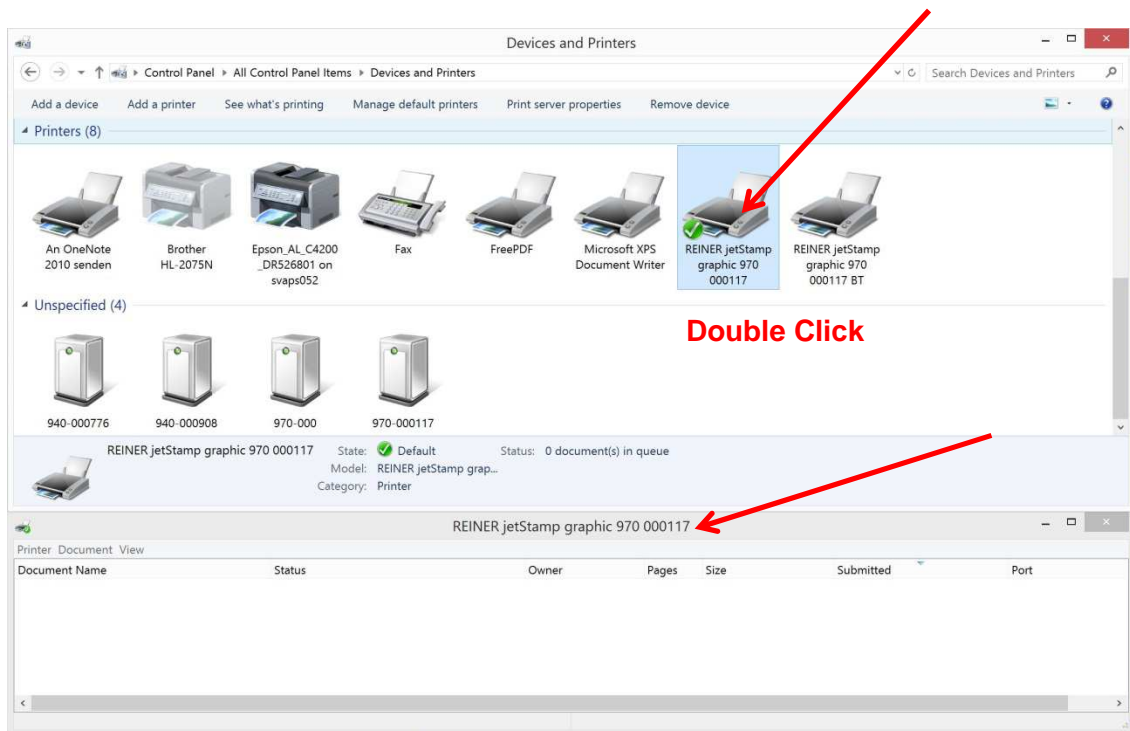 Devices and Printers
Control Panel ▸ All Control Panel Items ▸ Devices and Printers
Search Devices and Printers
Add a device Add a printer See what's printing Manage default printers Print server properties Remove device
Printers (8)
An OneNote
2010 senden
Brother
HL-2075N
Epson_AL_C4200
_DR526801 on
svaps052
Fax
FreePDF
Microsoft XPS
Document Writer
REINER jetStamp
graphic 970
000117
REINER jetStamp
graphic 970
000117 BT
Double Click
Unspecified (4)
940-000776
940-000908
970-000
970-000117
REINER jetStamp graphic 970 000117 State: Default Status: 0 document(s) in queue
Model: REINER jetStamp grap...
Category: Printer
REINER jetStamp graphic 970 000117
Printer Document View
Document Name Status Owner Pages Size Submitted Port